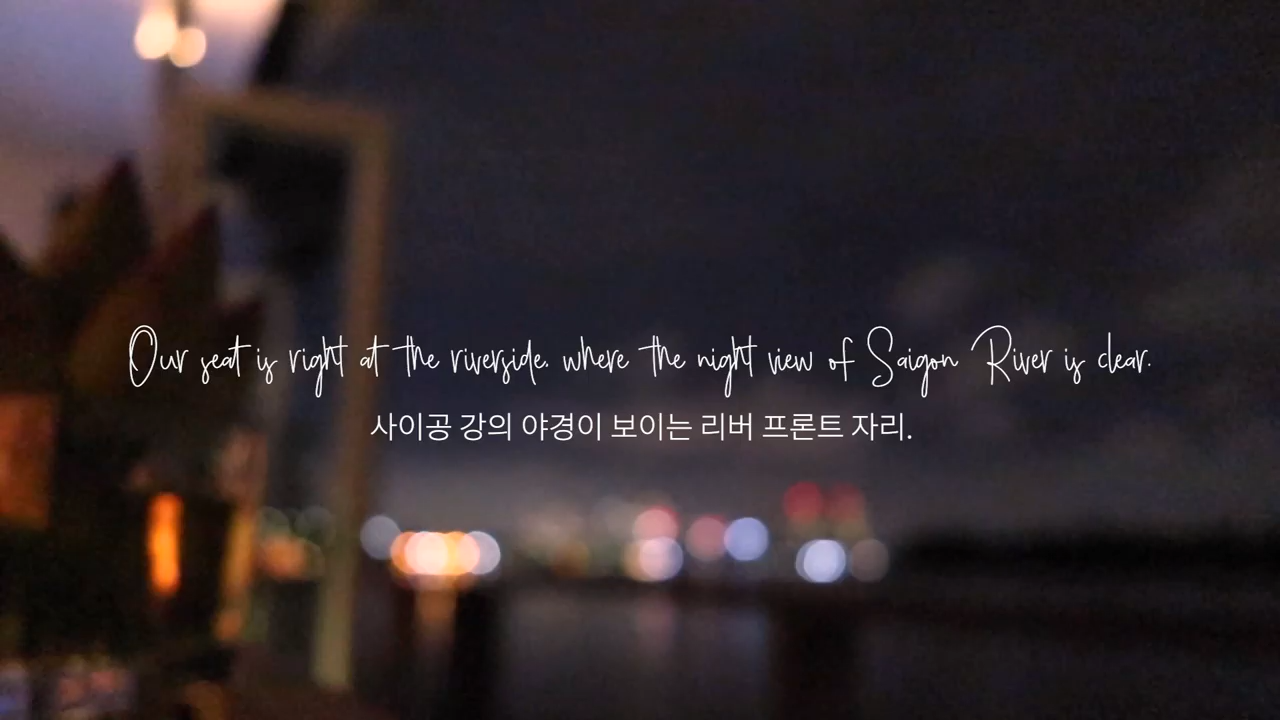 Our seat is right at the riverside. where the night view of Saigon River is clear.
사이공 강의 야경이 보이는 리버 프론트 자리.